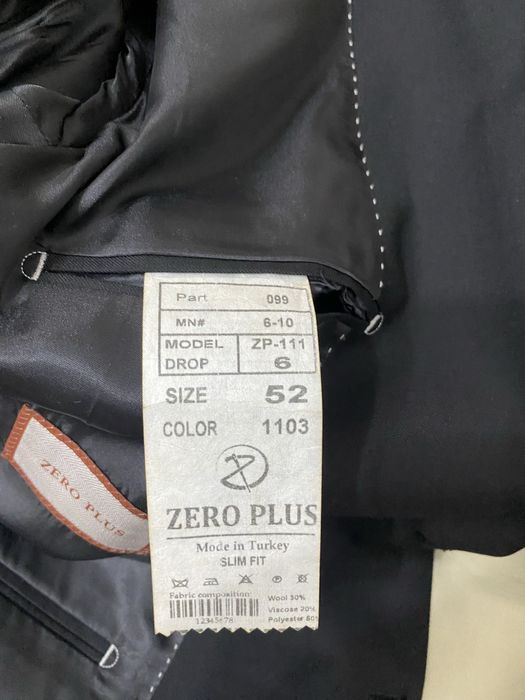 Part 099
MN# 6-10
MODEL ZP-111
DROP 6
SIZE 52
COLOR 1103
ZERO PLUS
Made in Turkey
SLIM FIT
Fabric composition
Wool 30%
Viscose 20%
Polyester
12345678
ZERO PLUS